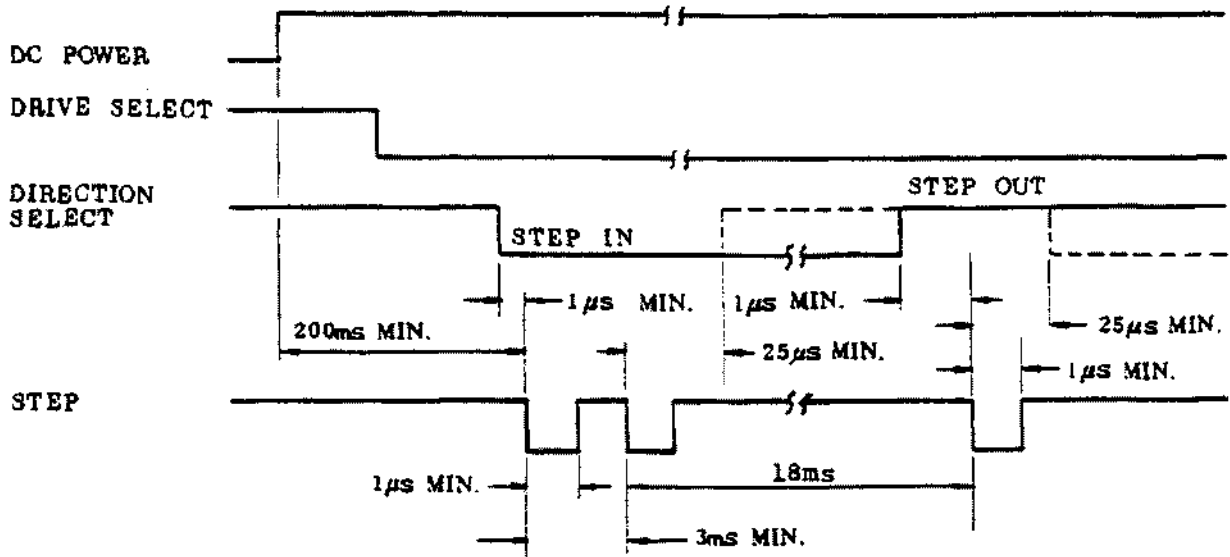 DC POWER
DRIVE SELECT
DIRECTION
SELECT
STEP OUT
STEP IN
1μs MIN.
1μs MIN.
200ms MIN.
25μs MIN.
25μs MIN.
1μs MIN.
STEP
1μs MIN.
18ms
3ms MIN.